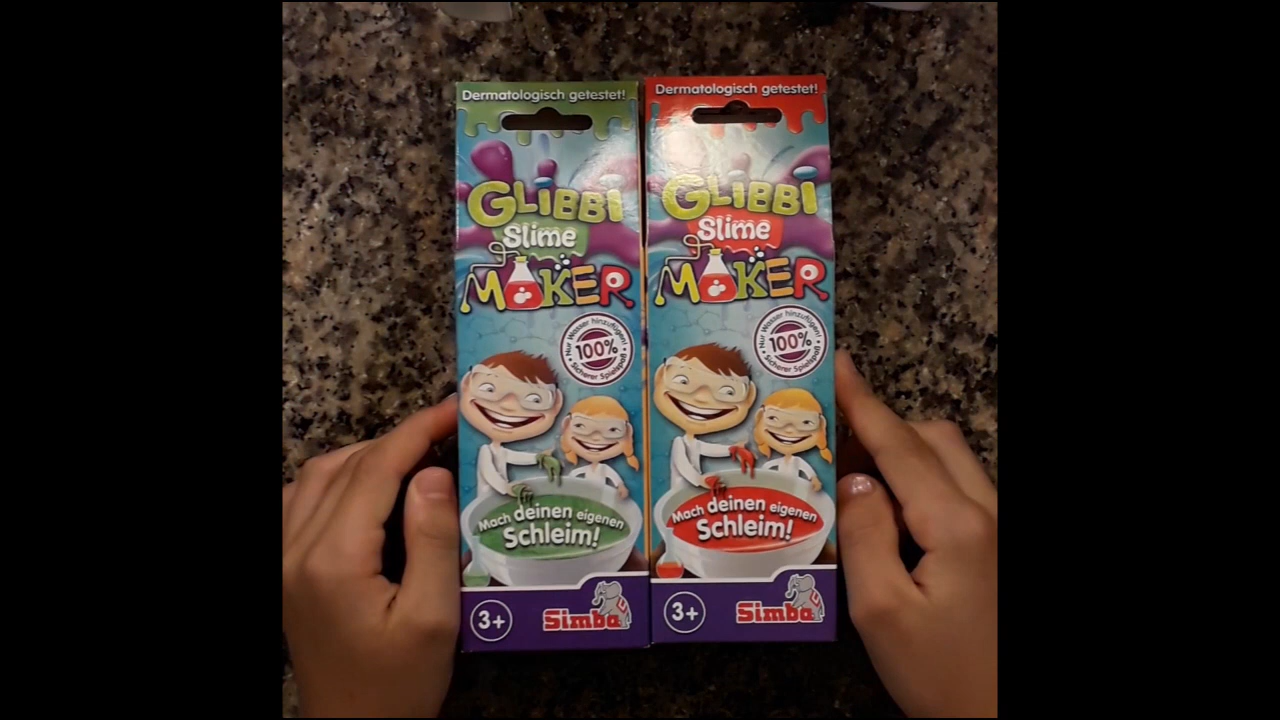 Dermatologisch getestet!
GLiBBi
Slime
MAKER
Nur Wasser hinzufügen!
100%
Sicherer Spielspaß
Mach deinen eigenen
Schleim!
3+
Simba
Dermatologisch getestet!
GLiBBi
Slime
MAKER
Nur Wasser hinzufügen!
100%
Sicherer Spielspaß
Mach deinen eigenen
Schleim!
3+
Simba